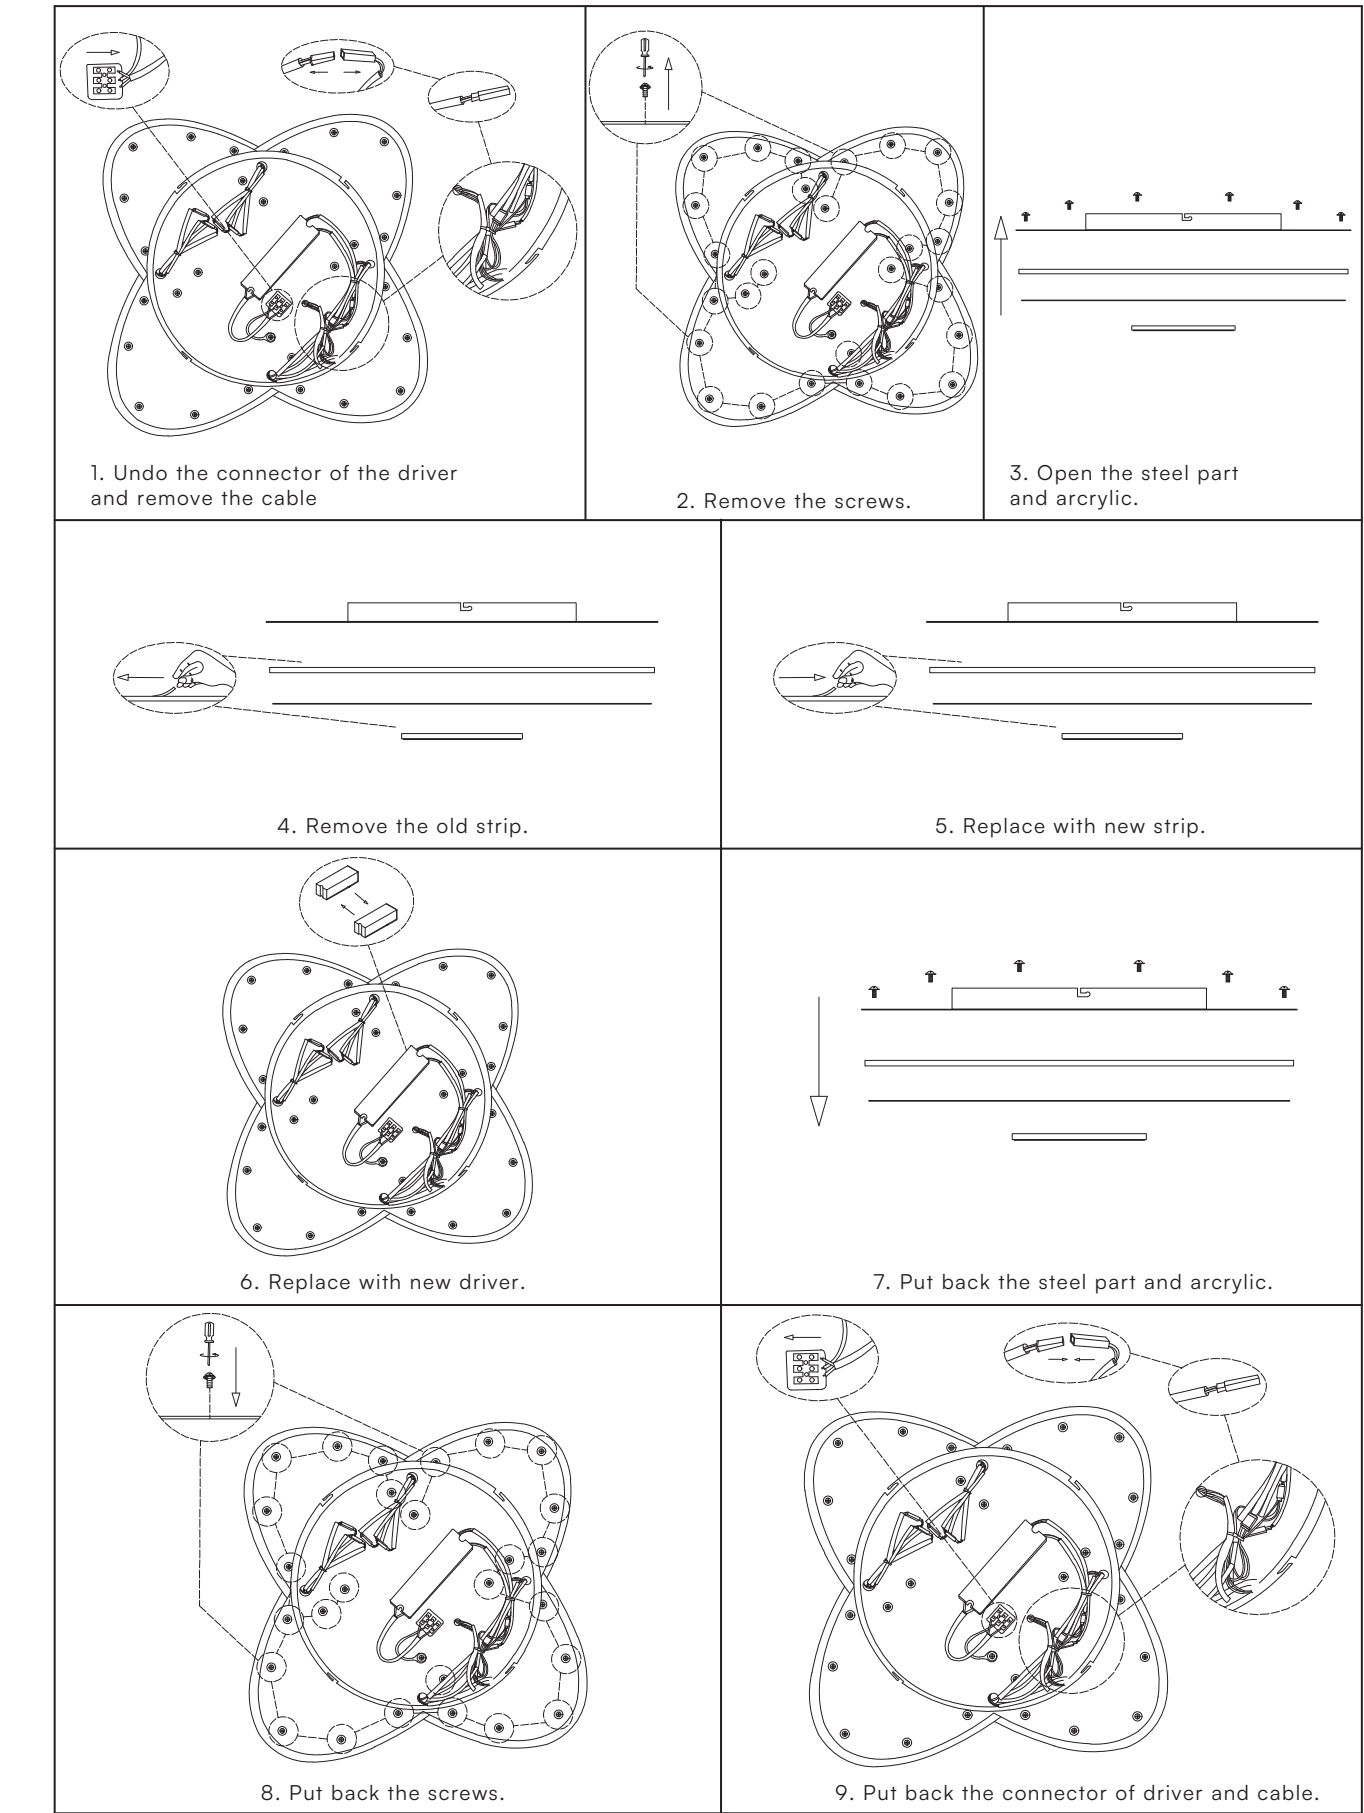 1. Undo the connector of the driver
and remove the cable
2. Remove the screws.
3. Open the steel part
and arcrylic.
4. Remove the old strip.
5. Replace with new strip.
6. Replace with new driver.
7. Put back the steel part and arcrylic.
8. Put back the screws.
9. Put back the connector of driver and cable.